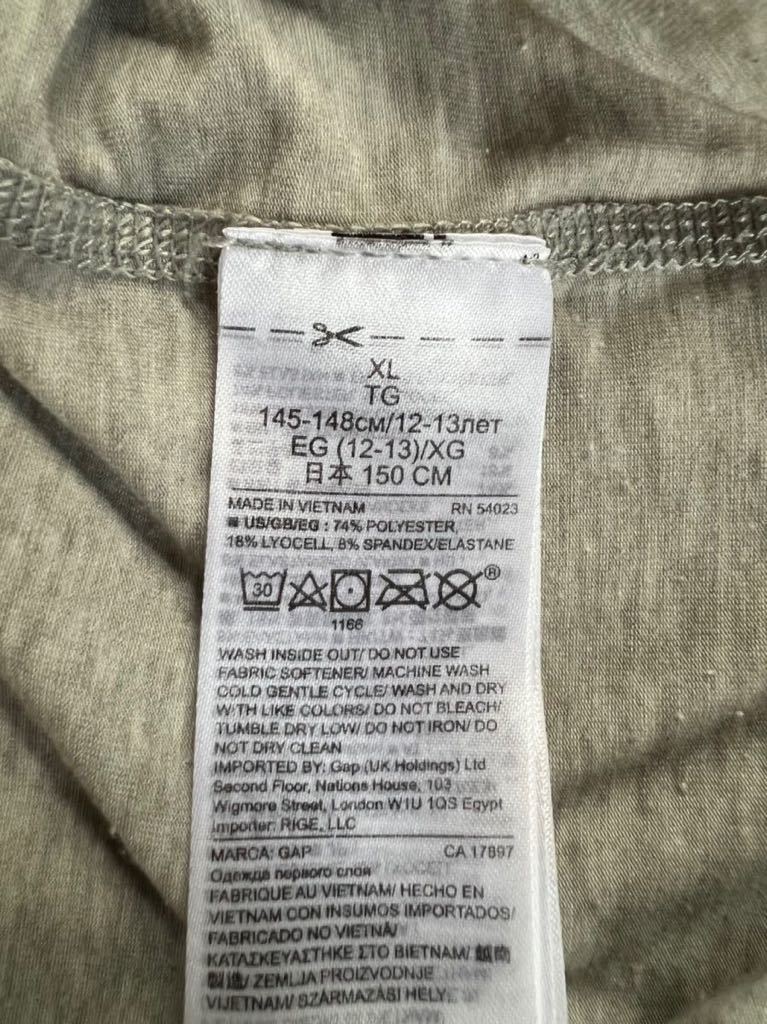 XL
TG
145-148см/12-13лет
EG (12-13)/XG
日本 150 CM
MADE IN VIETNAM RN 54023
■ US/GB/EG : 74% POLYESTER,
18% LYOCELL, 8% SPANDEX/ELASTANE
30
®
1166
WASH INSIDE OUT/ DO NOT USE
FABRIC SOFTENER/ MACHINE WASH
COLD GENTLE CYCLE/ WASH AND DRY
WITH LIKE COLORS/ DO NOT BLEACH/
TUMBLE DRY LOW/ DO NOT IRON/ DO
NOT DRY CLEAN
IMPORTED BY: Gap (UK Holdings) Ltd
Second Floor, Nations House, 103
Wigmore Street, London W1U 1QS Egypt
Importer: RIGE, LLC
MARCA: GAP CA 17897
Одежда первого слоя
FABRIQUE AU VIETNAM/ HECHO EN
VIETNAM CON INSUMOS IMPORTADOS/
FABRICADO NO VIETNÃ/
ΚΑΤΑΣΚΕΥΑΣΤΗΚΕ ΣΤΟ ΒΙΕΤΝΑΜ/ 越南
製造/ ZEMLJA PROIZVODNJE
VIJETNAM/ SZÁRMAZÁSI HELY: